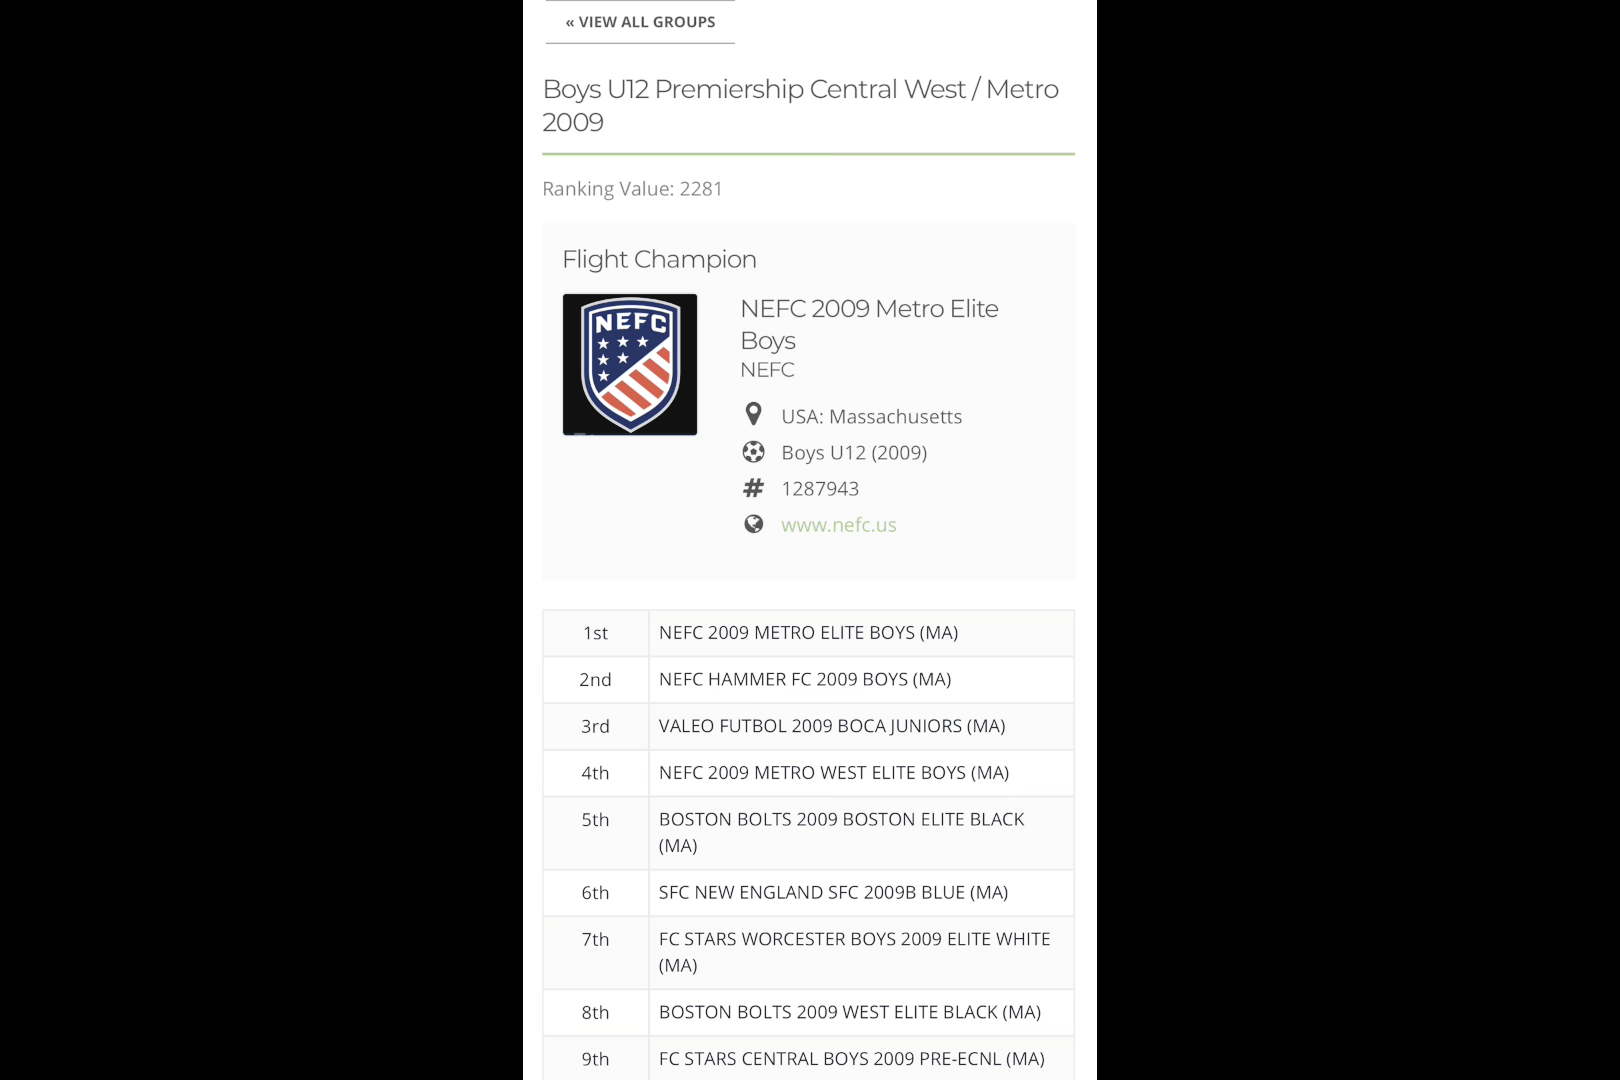 « VIEW ALL GROUPS
Boys U12 Premiership Central West / Metro
2009
Ranking Value: 2281
Flight Champion
NEFC
NEFC 2009 Metro Elite
Boys
NEFC
USA: Massachusetts
Boys U12 (2009)
# 1287943
www.nefc.us
1st NEFC 2009 METRO ELITE BOYS (MA)
2nd NEFC HAMMER FC 2009 BOYS (MA)
3rd VALEO FUTBOL 2009 BOCA JUNIORS (MA)
4th NEFC 2009 METRO WEST ELITE BOYS (MA)
5th BOSTON BOLTS 2009 BOSTON ELITE BLACK
(MA)
6th SFC NEW ENGLAND SFC 2009B BLUE (MA)
7th FC STARS WORCESTER BOYS 2009 ELITE WHITE
(MA)
8th BOSTON BOLTS 2009 WEST ELITE BLACK (MA)
9th FC STARS CENTRAL BOYS 2009 PRE-ECNL (MA)